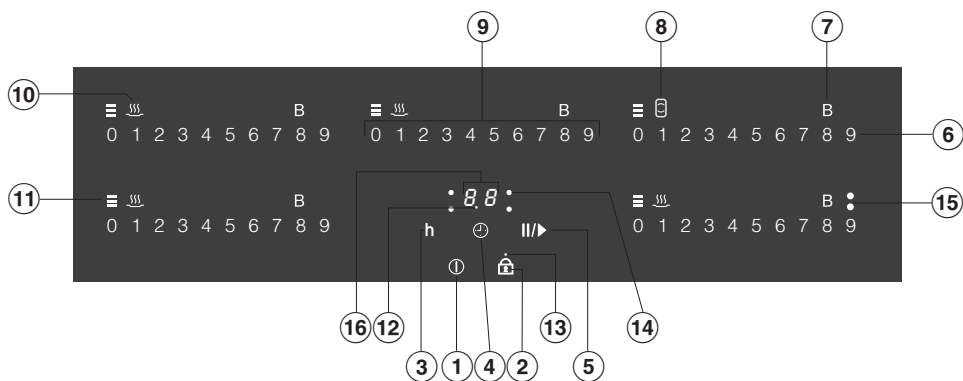 9 8 7
10
B B B
0 1 2 3 4 5 6 7 8 9 0 1 2 3 4 5 6 7 8 9 0 1 2 3 4 5 6 7 8 9 6
11 B 8.8 B 15
0 1 2 3 4 5 6 7 8 9 h II/▶ 0 1 2 3 4 5 6 7 8 9
16 12 13 14
3 1 4 2 5